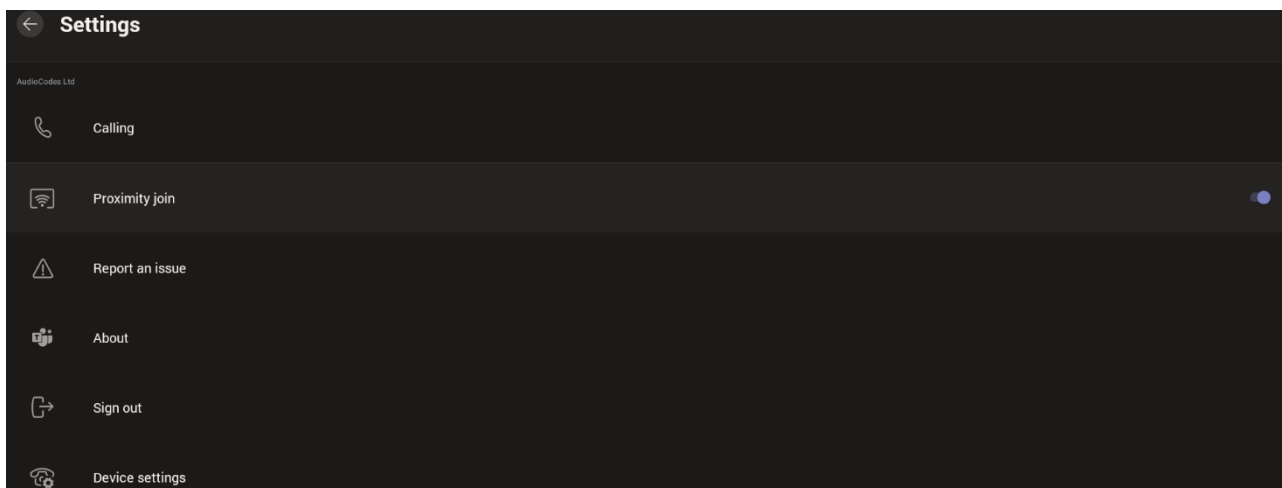 Settings
AudioCodes Ltd
Calling
Proximity join
Report an issue
About
Sign out
Device settings